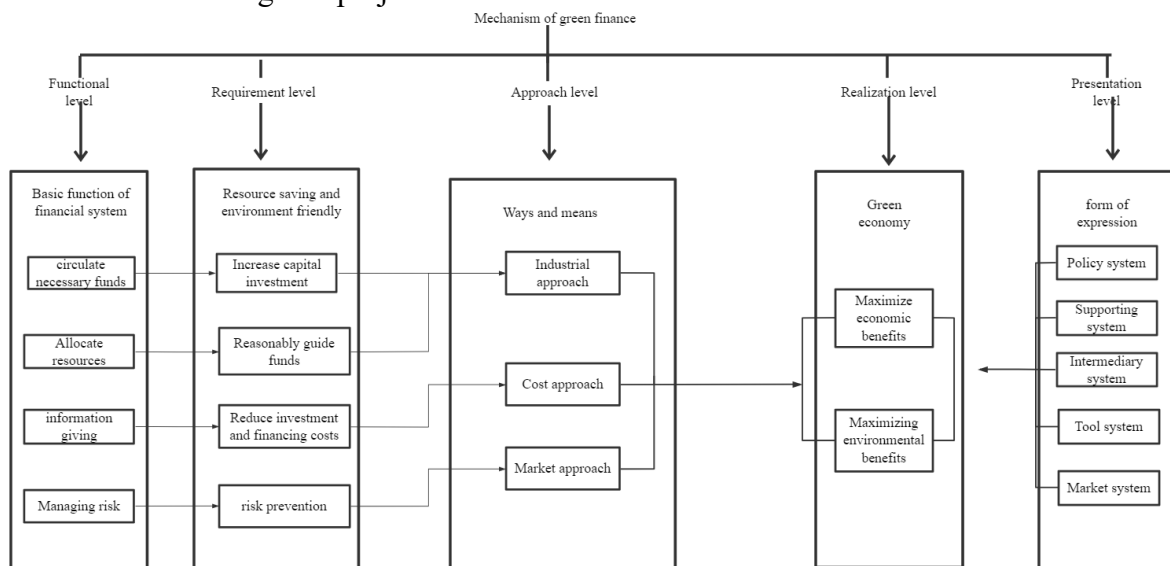 Mechanism of green finance
Functional
level
Requirement level
Approach level
Realization level
Presentation
level
Basic function of
financial system
circulate
necessary funds
Allocate
resources
information
giving
Managing risk
Resource saving and
environment friendly
Increase capital
investment
Reasonably guide
funds
Reduce investment
and financing costs
risk prevention
Ways and means
Industrial
approach
Cost approach
Market approach
Green
economy
Maximize
economic
benefits
Maximizing
environmental
benefits
form of
expression
Policy system
Supporting
system
Intermediary
system
Tool system
Market system